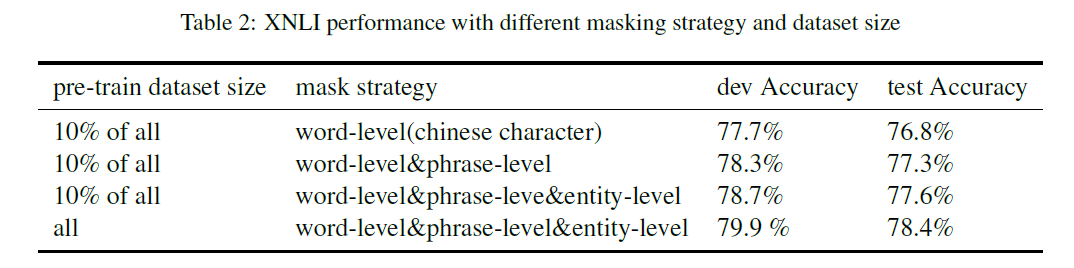 Table 2: XNLI performance with different masking strategy and dataset size
pre-train dataset size mask strategy dev Accuracy test Accuracy
10% of all word-level(chinese character) 77.7% 76.8%
10% of all word-level&phrase-level 78.3% 77.3%
10% of all word-level&phrase-leve&entity-level 78.7% 77.6%
all word-level&phrase-level&entity-level 79.9 % 78.4%